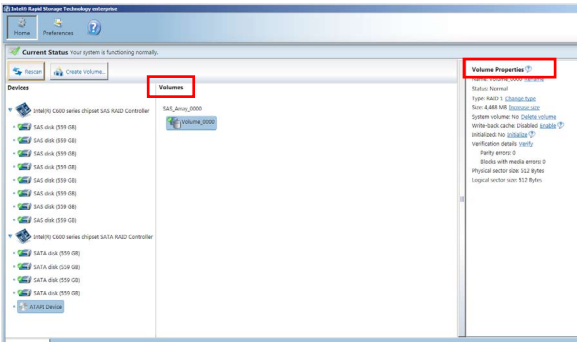 Intel® Rapid Storage Technology enterprise
Home
Preferences
Current Status Your system is functioning normally.
Rescan
Create Volume...
Devices
Intel(R) C600 series chipset SAS RAID Controller
SAS disk (559 GB)
SAS disk (559 GB)
SAS disk (559 GB)
SAS disk (559 GB)
SAS disk (559 GB)
SAS disk (559 GB)
SAS disk (559 GB)
SAS disk (559 GB)
Intel(R) C600 series chipset SATA RAID Controller
SATA disk (559 GB)
SATA disk (559 GB)
SATA disk (559 GB)
SATA disk (559 GB)
ATAPI Device
Volumes
SAS_Array_0000
Volume_0000
Volume Properties
Name: Volume_0000 Rename
Status: Normal
Type: RAID 1 Change type
Size: 4,468 MB Increase size
System volume: No Delete volume
Write-back cache: Disabled Enable
Initialized: No Initialize
Verification details Verify
Parity errors: 0
Blocks with media errors: 0
Physical sector size: 512 Bytes
Logical sector size: 512 Bytes